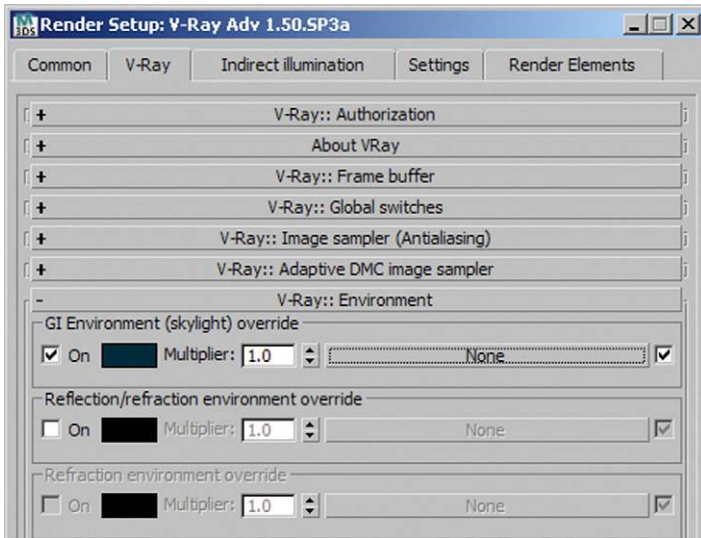 M
3DS
Render Setup: V-Ray Adv 1.50.SP3a
Common V-Ray Indirect illumination Settings Render Elements
+ V-Ray:: Authorization
+ About VRay
+ V-Ray:: Frame buffer
+ V-Ray:: Global switches
+ V-Ray:: Image sampler (Antialiasing)
+ V-Ray:: Adaptive DMC image sampler
- V-Ray:: Environment
GI Environment (skylight) override
On Multiplier: 1.0 None
Reflection/refraction environment override
On Multiplier: 1.0 None
Refraction environment override
On Multiplier: 1.0 None